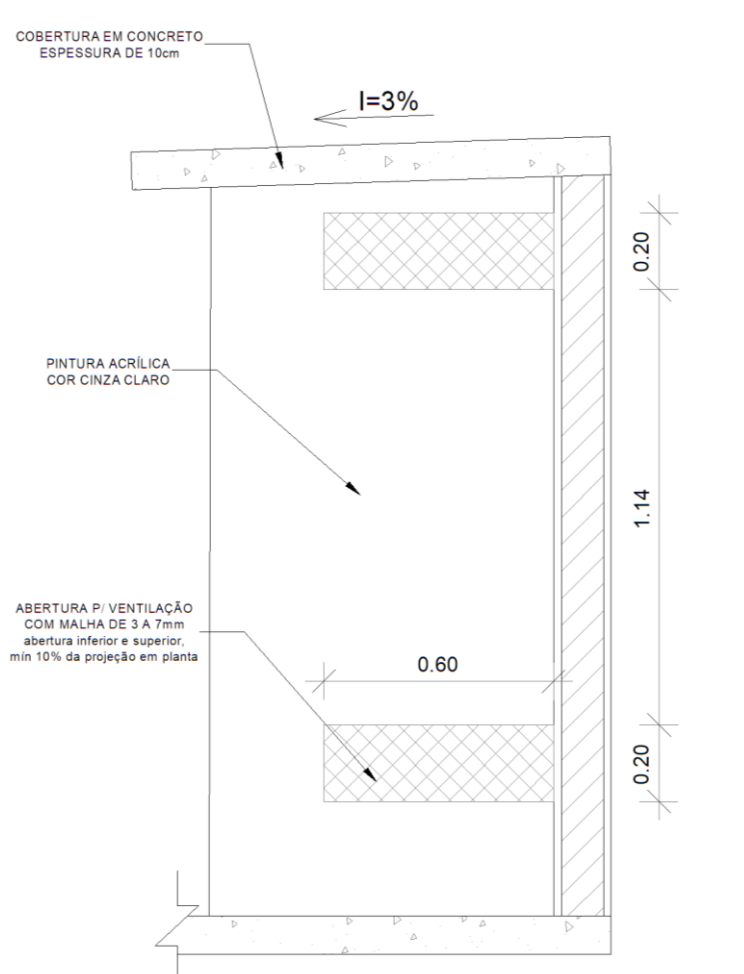 COBERTURA EM CONCRETO
ESPESSURA DE 10cm
I=3%
0.20
PINTURA ACRÍLICA
COR CINZA CLARO
1.14
ABERTURA P/ VENTILAÇÃO
COM MALHA DE 3 A 7mm
abertura inferior e superior,
mín 10% da projeção em planta
0.60
0.20